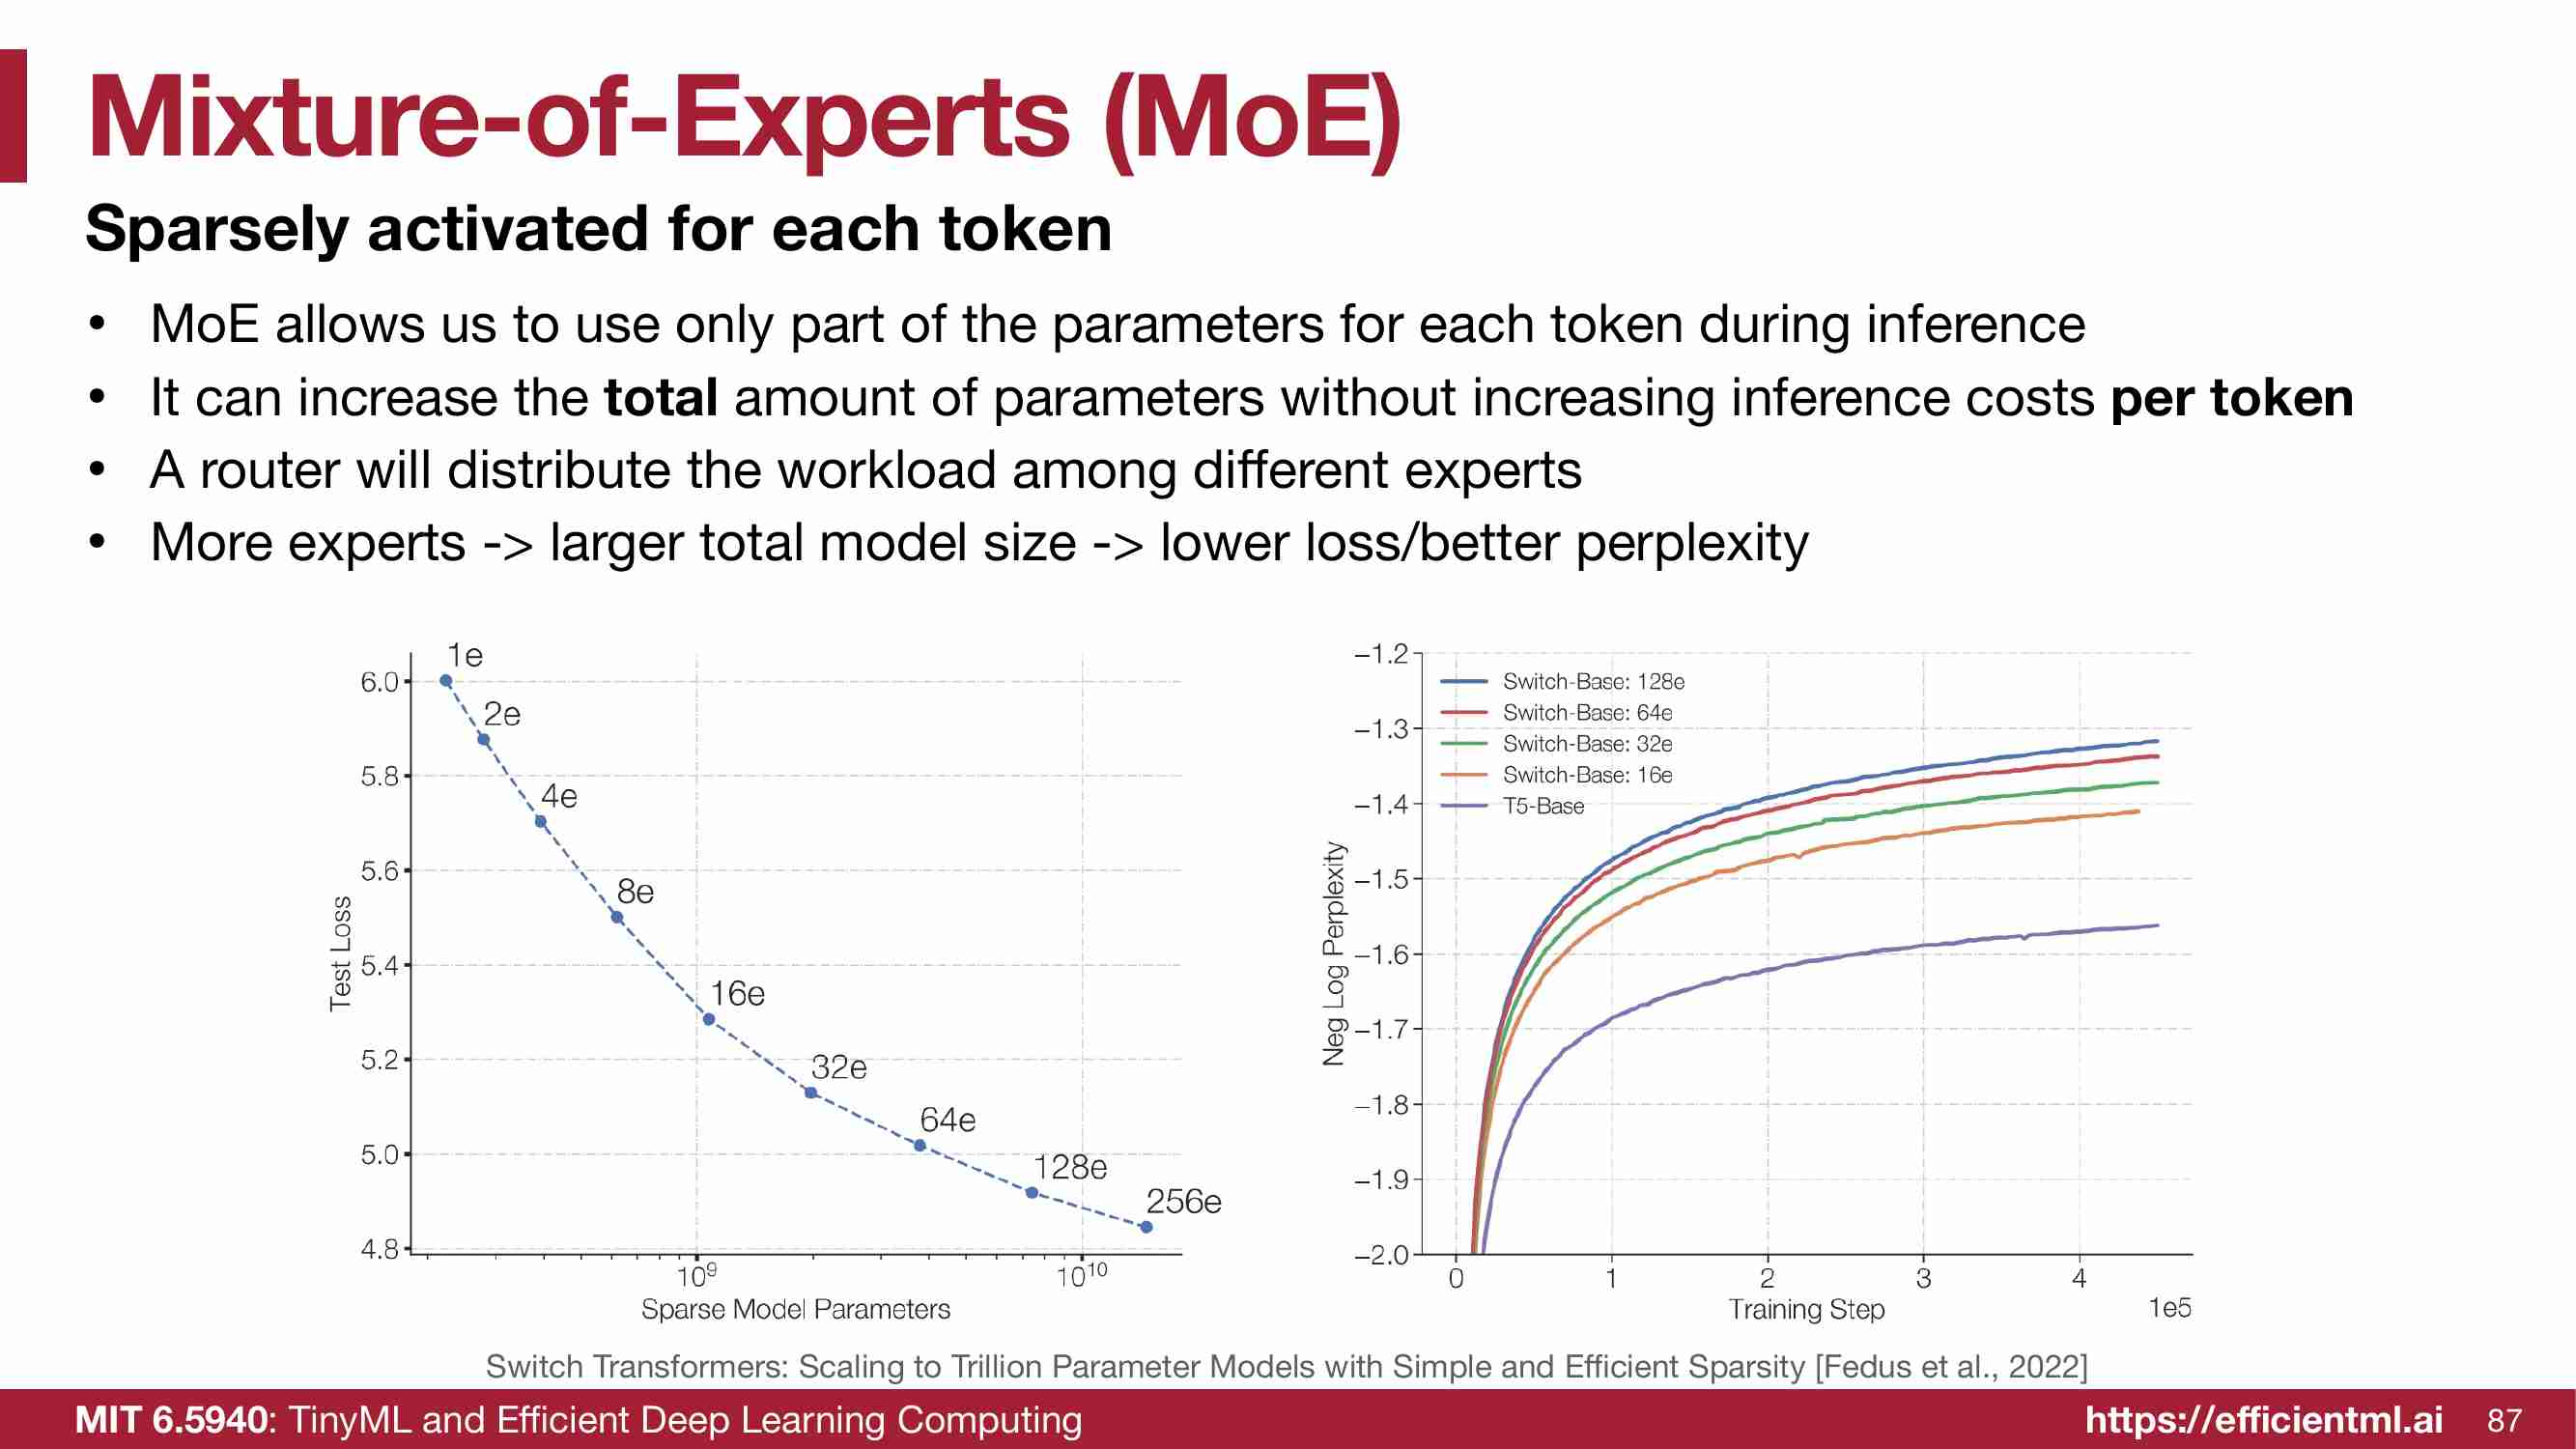 Mixture-of-Experts (MoE)
Sparsely activated for each token
• MoE allows us to use only part of the parameters for each token during inference
• It can increase the total amount of parameters without increasing inference costs per token
• A router will distribute the workload among different experts
• More experts -> larger total model size -> lower loss/better perplexity
1e
2e
4e
8e
16e
32e
64e
128e
256e
6.0
5.8
5.6
5.4
5.2
5.0
4.8
Test Loss
10⁹
10¹⁰
Sparse Model Parameters
−1.2
−1.3
−1.4
−1.5
−1.6
−1.7
−1.8
−1.9
−2.0
Neg Log Perplexity
Switch-Base: 128e
Switch-Base: 64e
Switch-Base: 32e
Switch-Base: 16e
T5-Base
0
1
2
3
4
Training Step
1e5
Switch Transformers: Scaling to Trillion Parameter Models with Simple and Efficient Sparsity [Fedus et al., 2022]
MIT 6.5940: TinyML and Efficient Deep Learning Computing
https://efficientml.ai
87